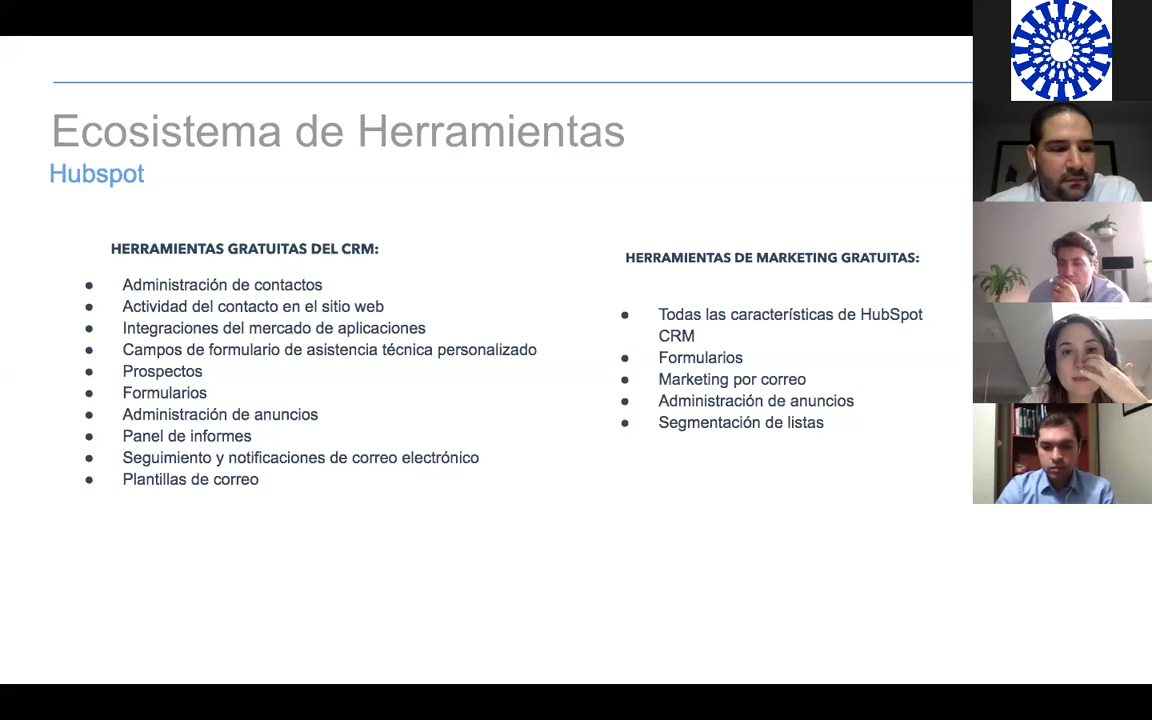 Ecosistema de Herramientas
Hubspot
HERRAMIENTAS GRATUITAS DEL CRM:
● Administración de contactos
● Actividad del contacto en el sitio web
● Integraciones del mercado de aplicaciones
● Campos de formulario de asistencia técnica personalizado
● Prospectos
● Formularios
● Administración de anuncios
● Panel de informes
● Seguimiento y notificaciones de correo electrónico
● Plantillas de correo
HERRAMIENTAS DE MARKETING GRATUITAS:
● Todas las características de HubSpot
CRM
● Formularios
● Marketing por correo
● Administración de anuncios
● Segmentación de listas